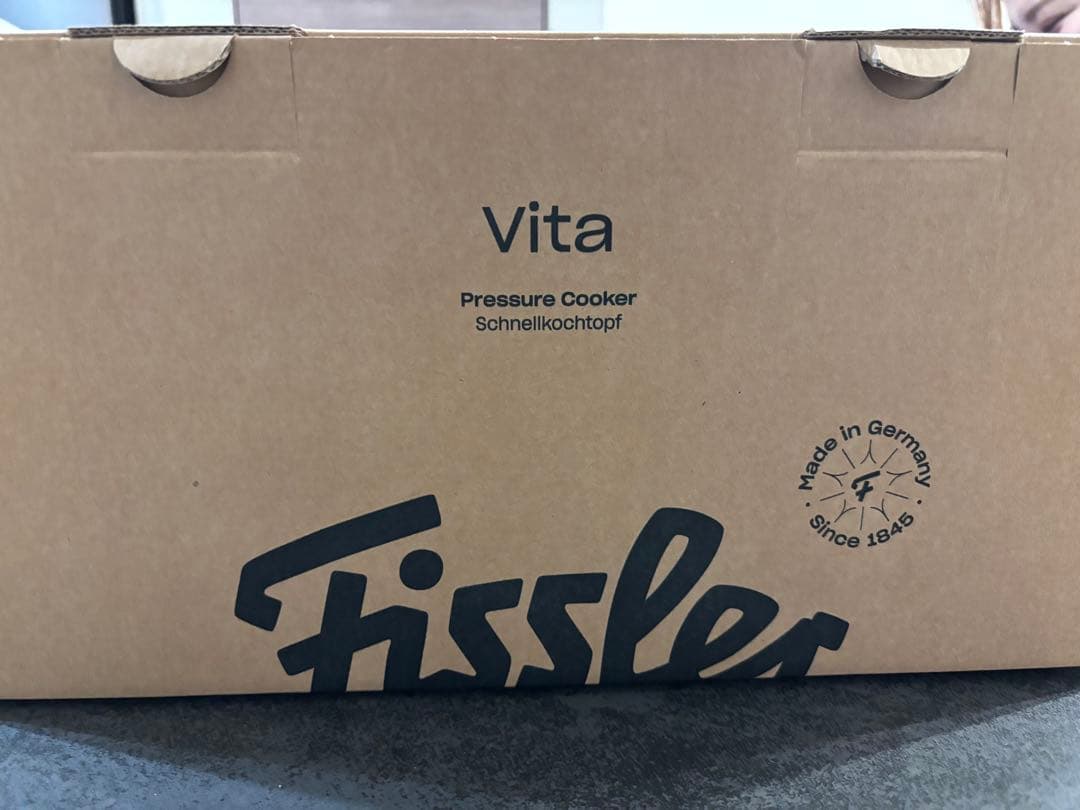 Vita
Pressure Cooker
Schnellkochtopf
Made in Germany
F
Since 1845
Fissler